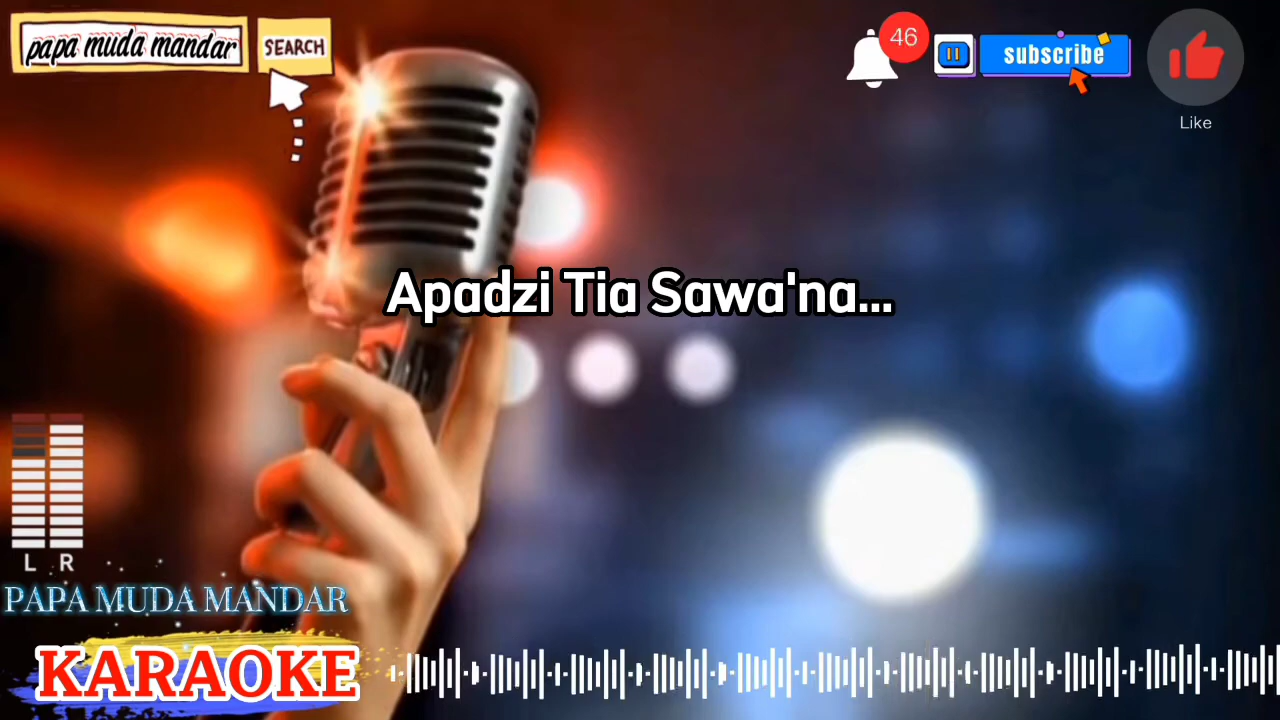 papa muda mandar
SEARCH
46
subscribe
Like
Apadzi Tia Sawa'na...
L R
PAPA MUDA MANDAR
KARAOKE